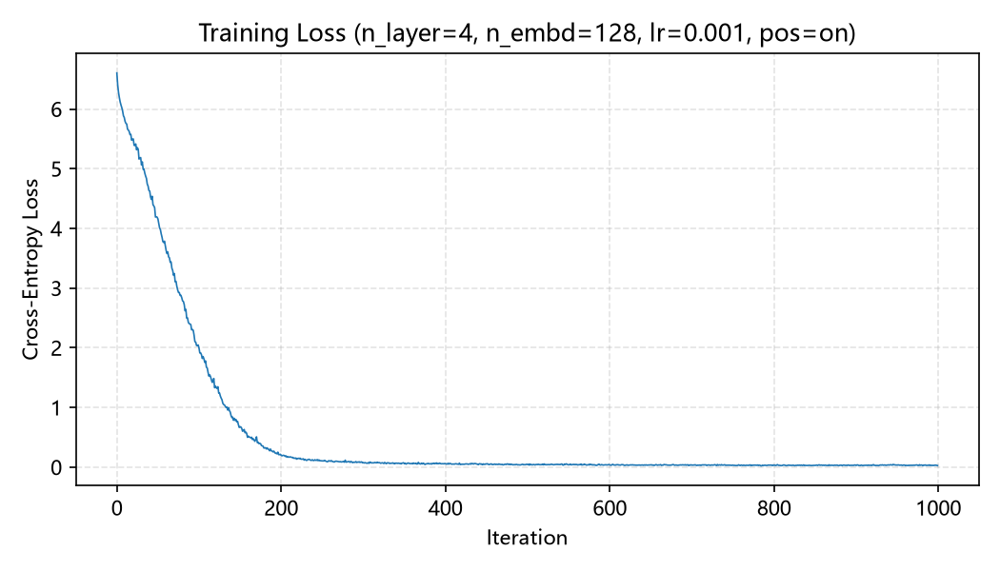 Training Loss (n_layer=4, n_embd=128, lr=0.001, pos=on)
Cross-Entropy Loss
6
5
4
3
2
1
0
0 200 400 600 800 1000
Iteration